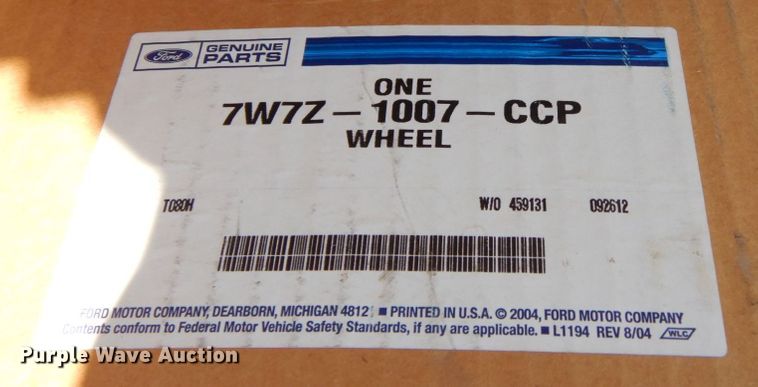 Ford GENUINE PARTS
ONE
7W7Z-1007-CCP
WHEEL
T080H W/O 459131 092612
FORD MOTOR COMPANY, DEARBORN, MICHIGAN 4812 ■ PRINTED IN U.S.A. © 2004, FORD MOTOR COMPANY
Contents conform to Federal Motor Vehicle Safety Standards, if any are applicable. ■ L1194 REV 8/04 WLC
Purple Wave Auction